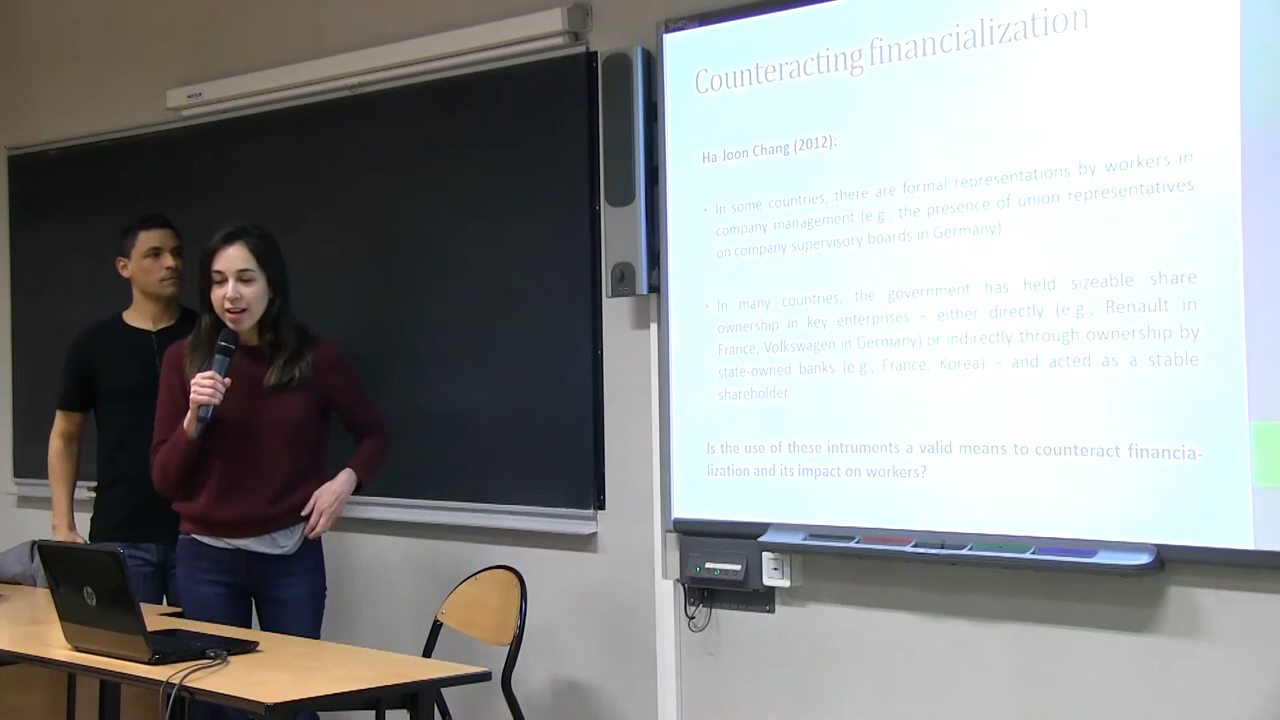 Counteracting financialization
Ha-Joon Chang (2012):
• In some countries, there are formal representations by workers in
company management (e.g., the presence of union representatives
on company supervisory boards in Germany).
• In many countries, the government has held sizeable share
ownership in key enterprises – either directly (e.g., Renault in
France, Volkswagen in Germany) or indirectly through ownership by
state-owned banks (e.g., France, Korea) – and acted as a stable
shareholder.
Is the use of these intruments a valid means to counteract financia-
lization and its impact on workers?
hp